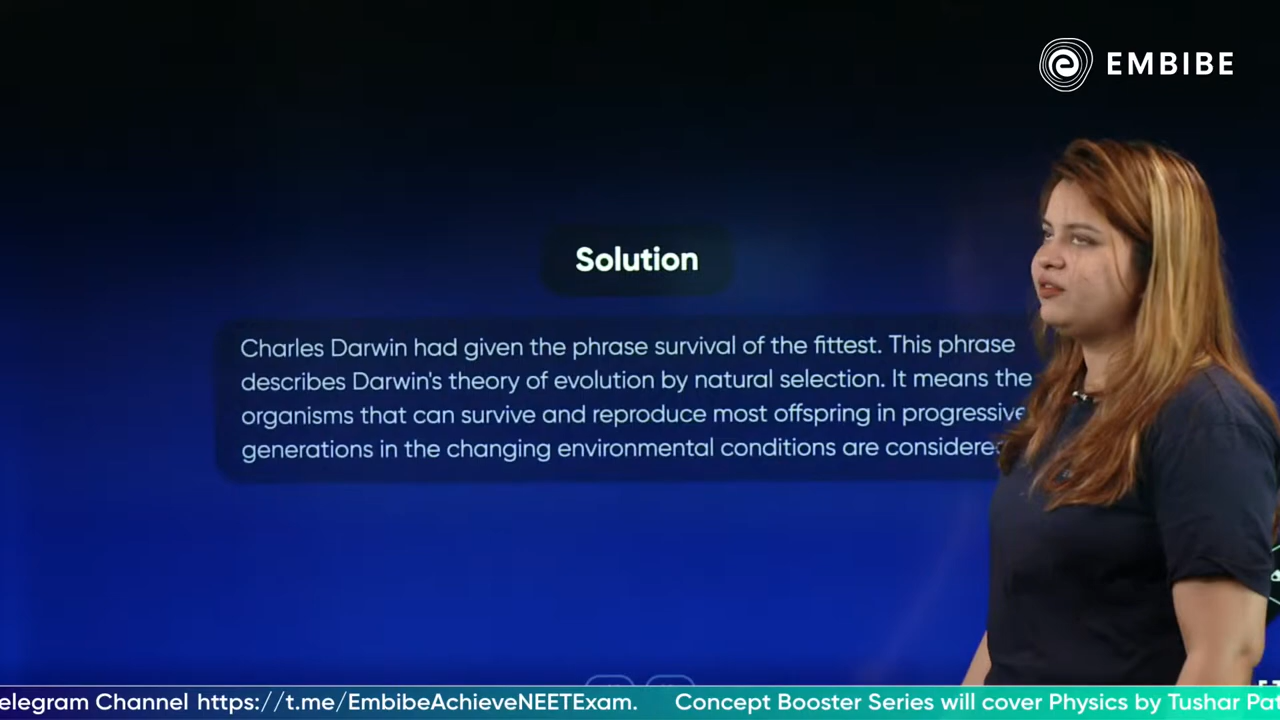 EMBIBE
Solution
Charles Darwin had given the phrase survival of the fittest. This phrase
describes Darwin's theory of evolution by natural selection. It means the
organisms that can survive and reproduce most offspring in progressive
generations in the changing environmental conditions are
elegram Channel https://t.me/EmbibeAchieveNEETExam. Concept Booster Series will cover Physics by Tushar